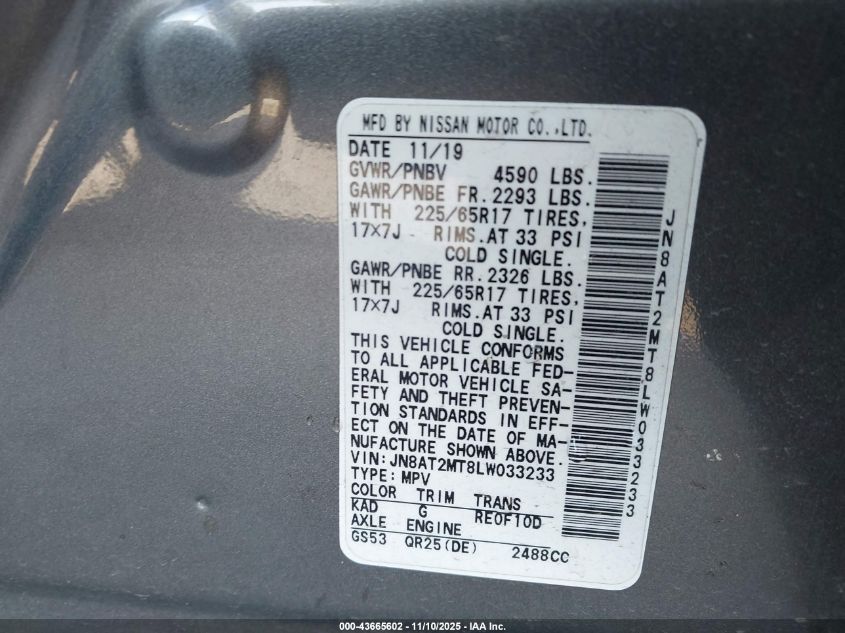 MFD BY NISSAN MOTOR CO.,LTD.
DATE 11/19
GVWR/PNBV 4590 LBS.
GAWR/PNBE FR. 2293 LBS.
WITH 225/65R17 TIRES,
17×7J RIMS.AT 33 PSI
COLD SINGLE.
GAWR/PNBE RR. 2326 LBS.
WITH 225/65R17 TIRES,
17×7J RIMS.AT 33 PSI
COLD SINGLE.
THIS VEHICLE CONFORMS
TO ALL APPLICABLE FED-
ERAL MOTOR VEHICLE SA-
FETY AND THEFT PREVEN-
TION STANDARDS IN EFF-
ECT ON THE DATE OF MA-
NUFACTURE SHOWN ABOVE.
VIN:JN8AT2MT8LW033233
TYPE:MPV
COLOR TRIM TRANS
KAD G RE0F10D
AXLE ENGINE
GS53 QR25(DE) 2488CC
JN8AT2MT8LW033233
000-43665602 - 11/10/2025 - IAA Inc.